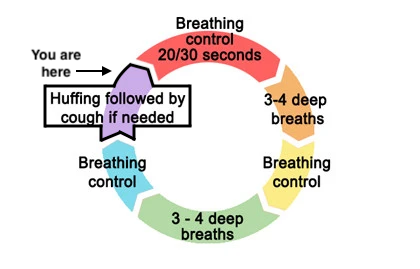 Breathing
control
20/30 seconds
You are
here
Huffing followed by
cough if needed
3-4 deep
breaths
Breathing
control
Breathing
control
3 - 4 deep
breaths